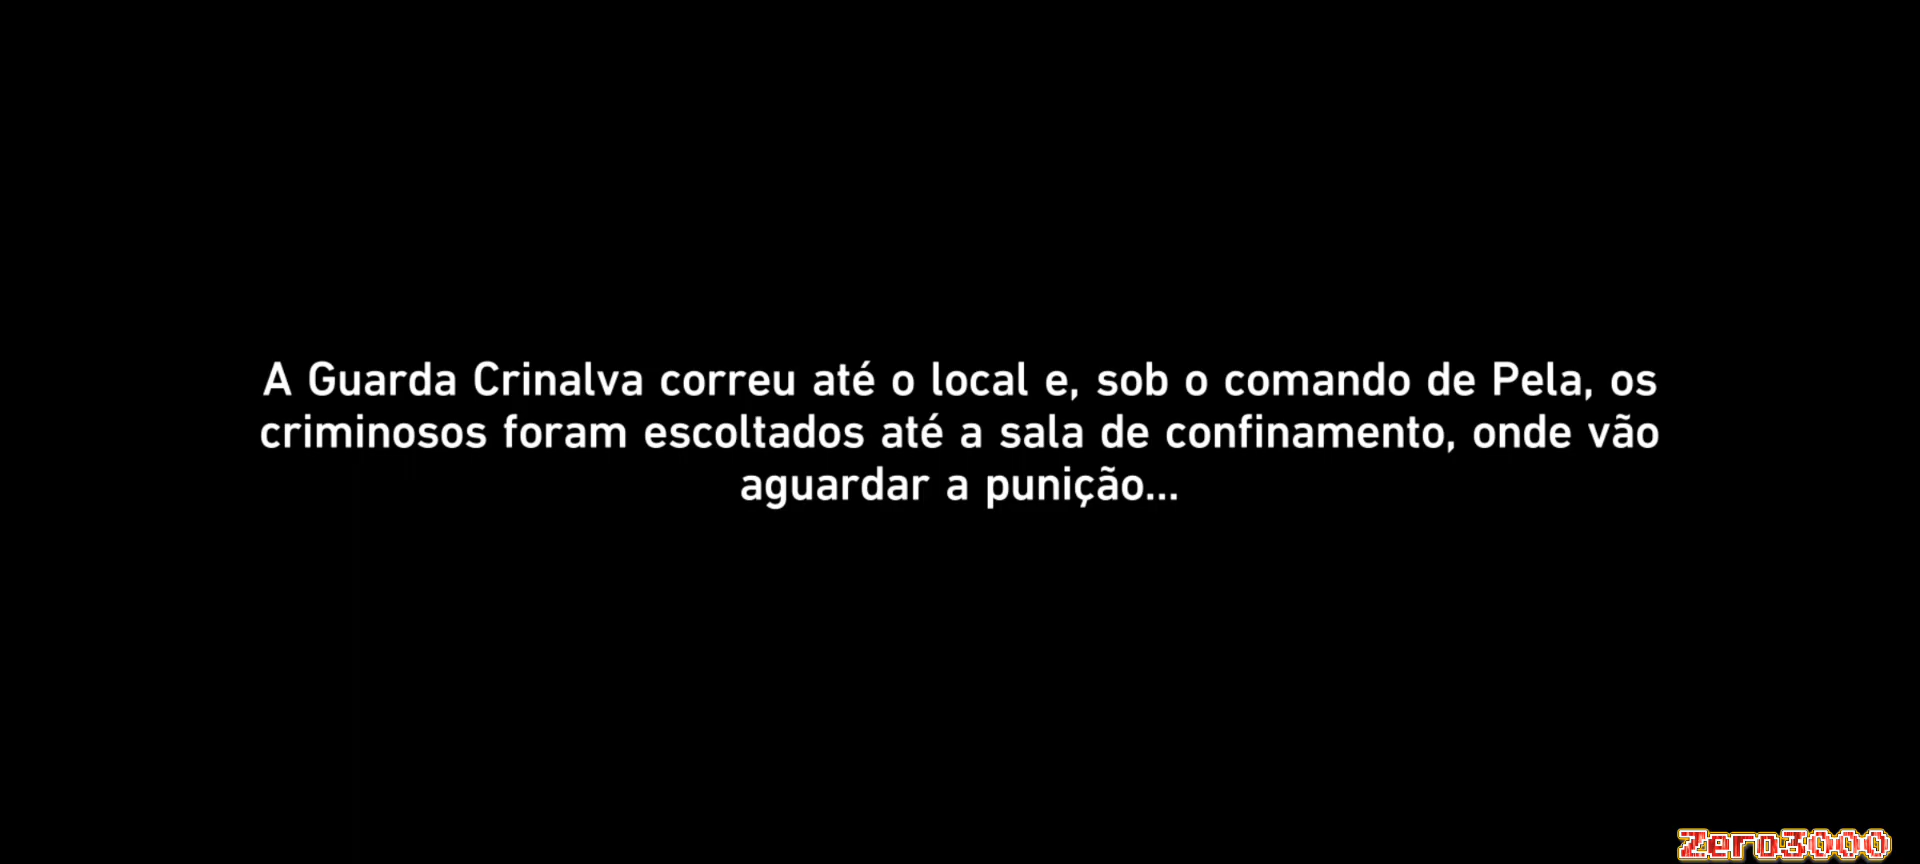 A Guarda Crinalva correu até o local e, sob o comando de Pela, os
criminosos foram escoltados até a sala de confinamento, onde vão
aguardar a punição...
Zero3000